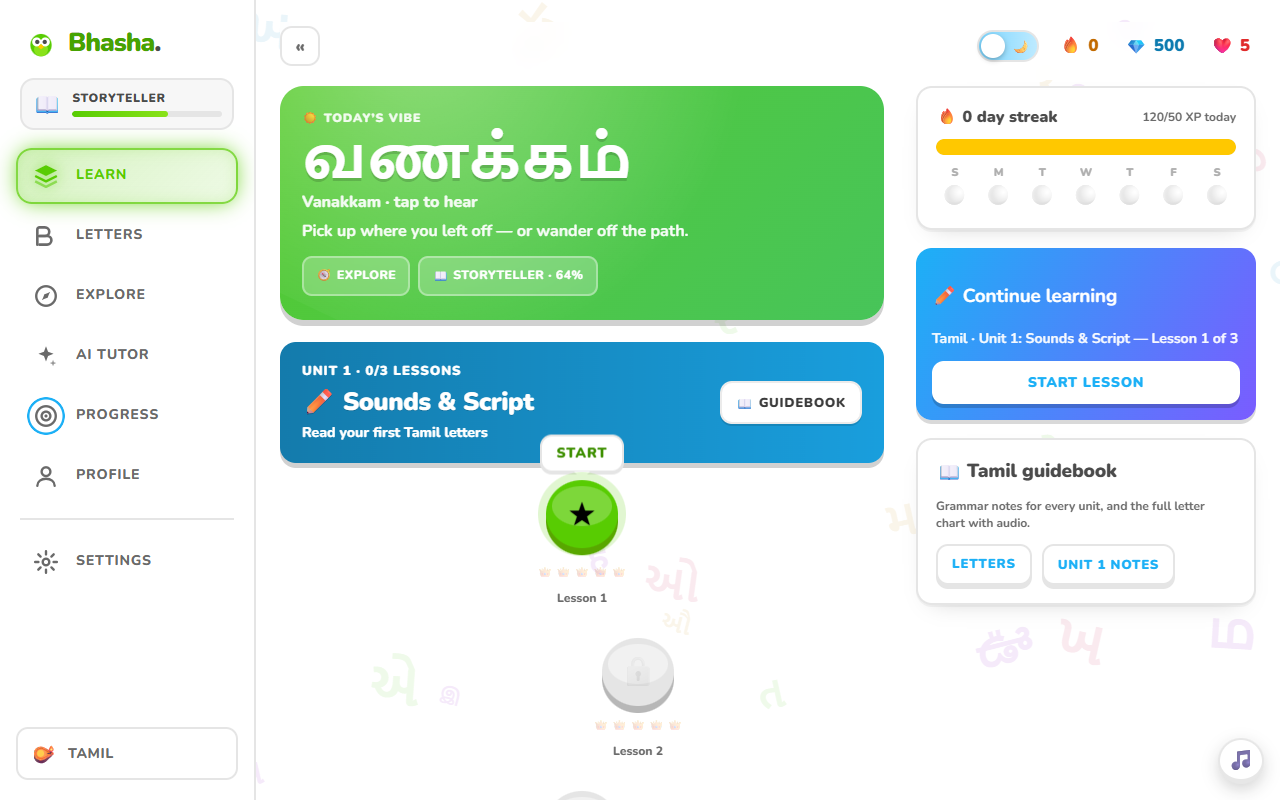 Bhasha.
STORYTELLER
LEARN
LETTERS
EXPLORE
AI TUTOR
PROGRESS
PROFILE
SETTINGS
TAMIL
«
0
500
5
TODAY'S VIBE
வணக்கம்
Vanakkam · tap to hear
Pick up where you left off — or wander off the path.
EXPLORE
STORYTELLER · 64%
UNIT 1 · 0/3 LESSONS
Sounds & Script
Read your first Tamil letters
GUIDEBOOK
START
Lesson 1
Lesson 2
0 day streak
120/50 XP today
S M T W T F S
Continue learning
Tamil · Unit 1: Sounds & Script — Lesson 1 of 3
START LESSON
Tamil guidebook
Grammar notes for every unit, and the full letter
chart with audio.
LETTERS
UNIT 1 NOTES
ઓ
ઔ
એ
இ
ત
ખ
ம